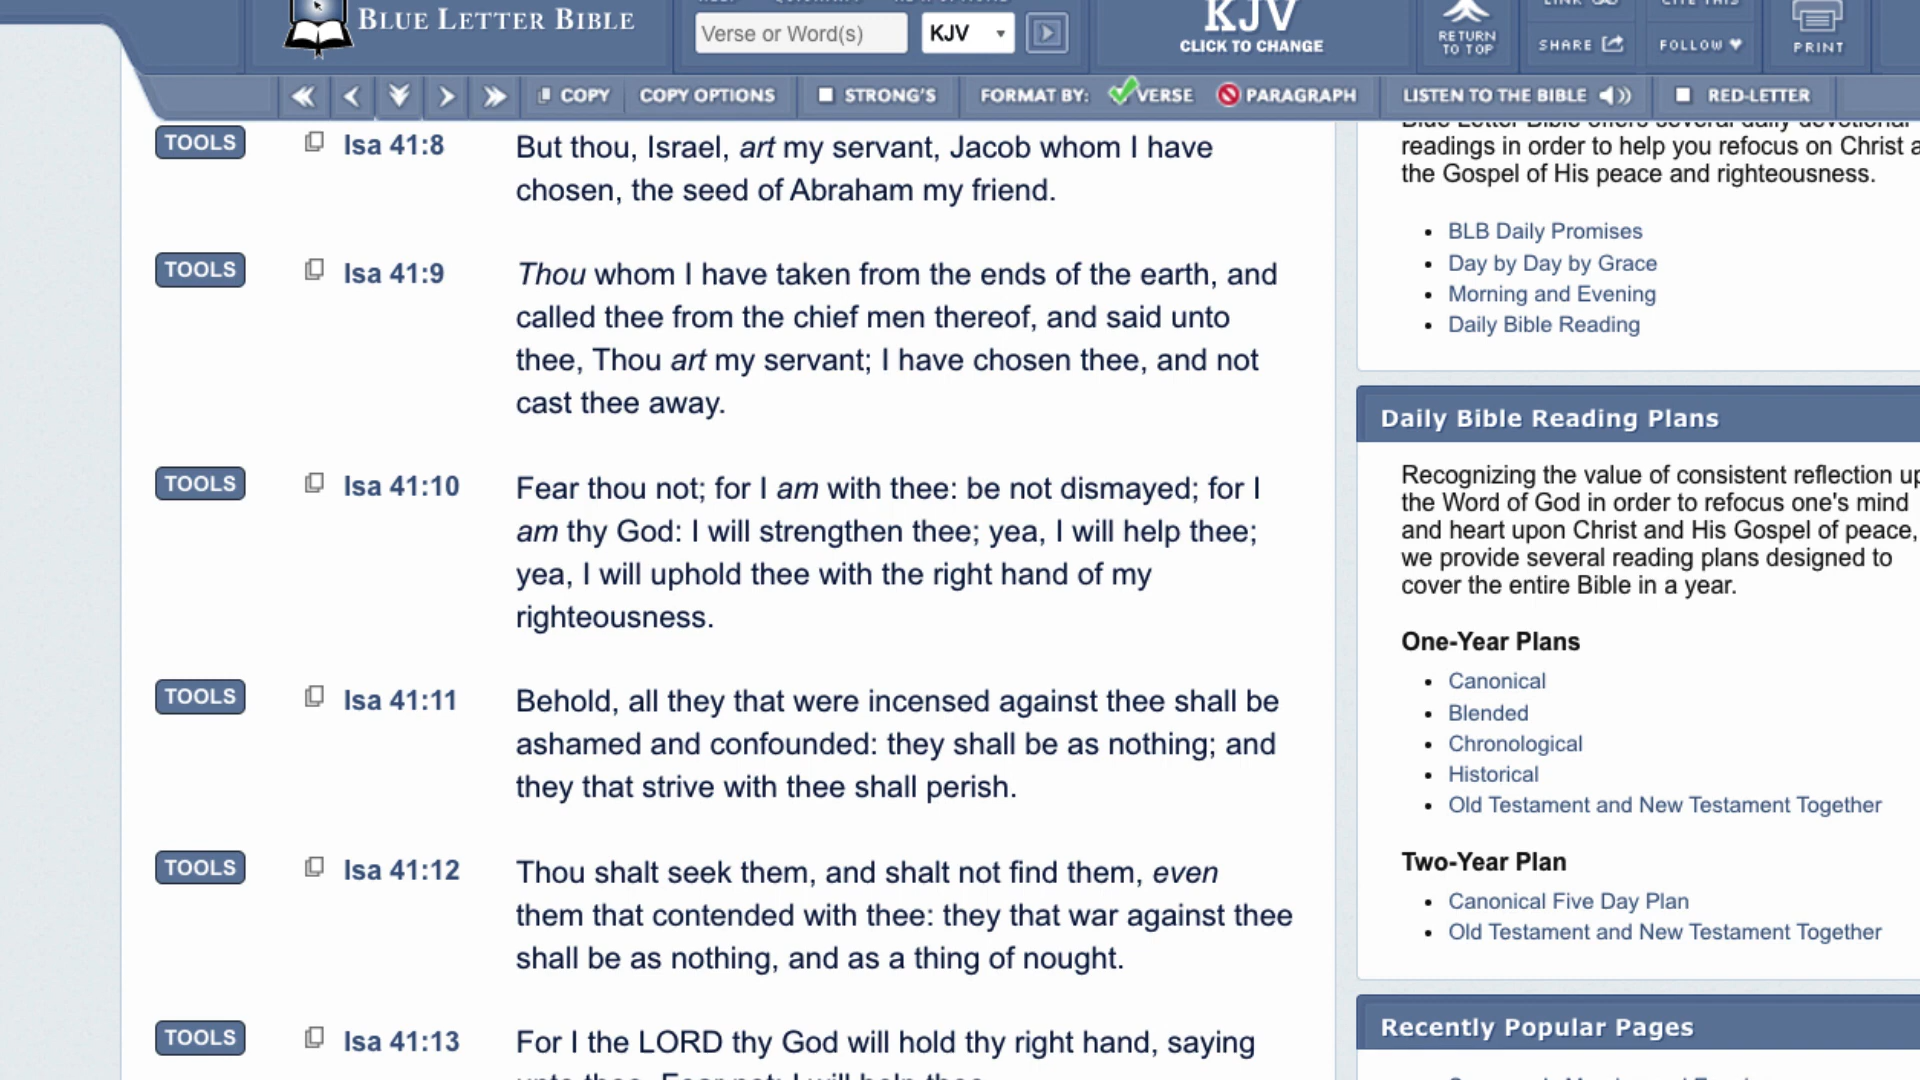 BLUE LETTER BIBLE
Verse or Word(s)
KJV
KJV
CLICK TO CHANGE
RETURN
TO TOP
SHARE
FOLLOW
PRINT
COPY
COPY OPTIONS
STRONG'S
FORMAT BY:
VERSE
PARAGRAPH
LISTEN TO THE BIBLE
RED-LETTER
TOOLS
Isa 41:8
But thou, Israel, art my servant, Jacob whom I have
chosen, the seed of Abraham my friend.
TOOLS
Isa 41:9
Thou whom I have taken from the ends of the earth, and
called thee from the chief men thereof, and said unto
thee, Thou art my servant; I have chosen thee, and not
cast thee away.
TOOLS
Isa 41:10
Fear thou not; for I am with thee: be not dismayed; for I
am thy God: I will strengthen thee; yea, I will help thee;
yea, I will uphold thee with the right hand of my
righteousness.
TOOLS
Isa 41:11
Behold, all they that were incensed against thee shall be
ashamed and confounded: they shall be as nothing; and
they that strive with thee shall perish.
TOOLS
Isa 41:12
Thou shalt seek them, and shalt not find them, even
them that contended with thee: they that war against thee
shall be as nothing, and as a thing of nought.
TOOLS
Isa 41:13
For I the LORD thy God will hold thy right hand, saying
unto thee, Fear not; I will help thee.
Blue Letter Bible offers several daily devotional
readings in order to help you refocus on Christ a
the Gospel of His peace and righteousness.
BLB Daily Promises
Day by Day by Grace
Morning and Evening
Daily Bible Reading
Daily Bible Reading Plans
Recognizing the value of consistent reflection up
the Word of God in order to refocus one's mind
and heart upon Christ and His Gospel of peace,
we provide several reading plans designed to
cover the entire Bible in a year.
One-Year Plans
Canonical
Blended
Chronological
Historical
Old Testament and New Testament Together
Two-Year Plan
Canonical Five Day Plan
Old Testament and New Testament Together
Recently Popular Pages